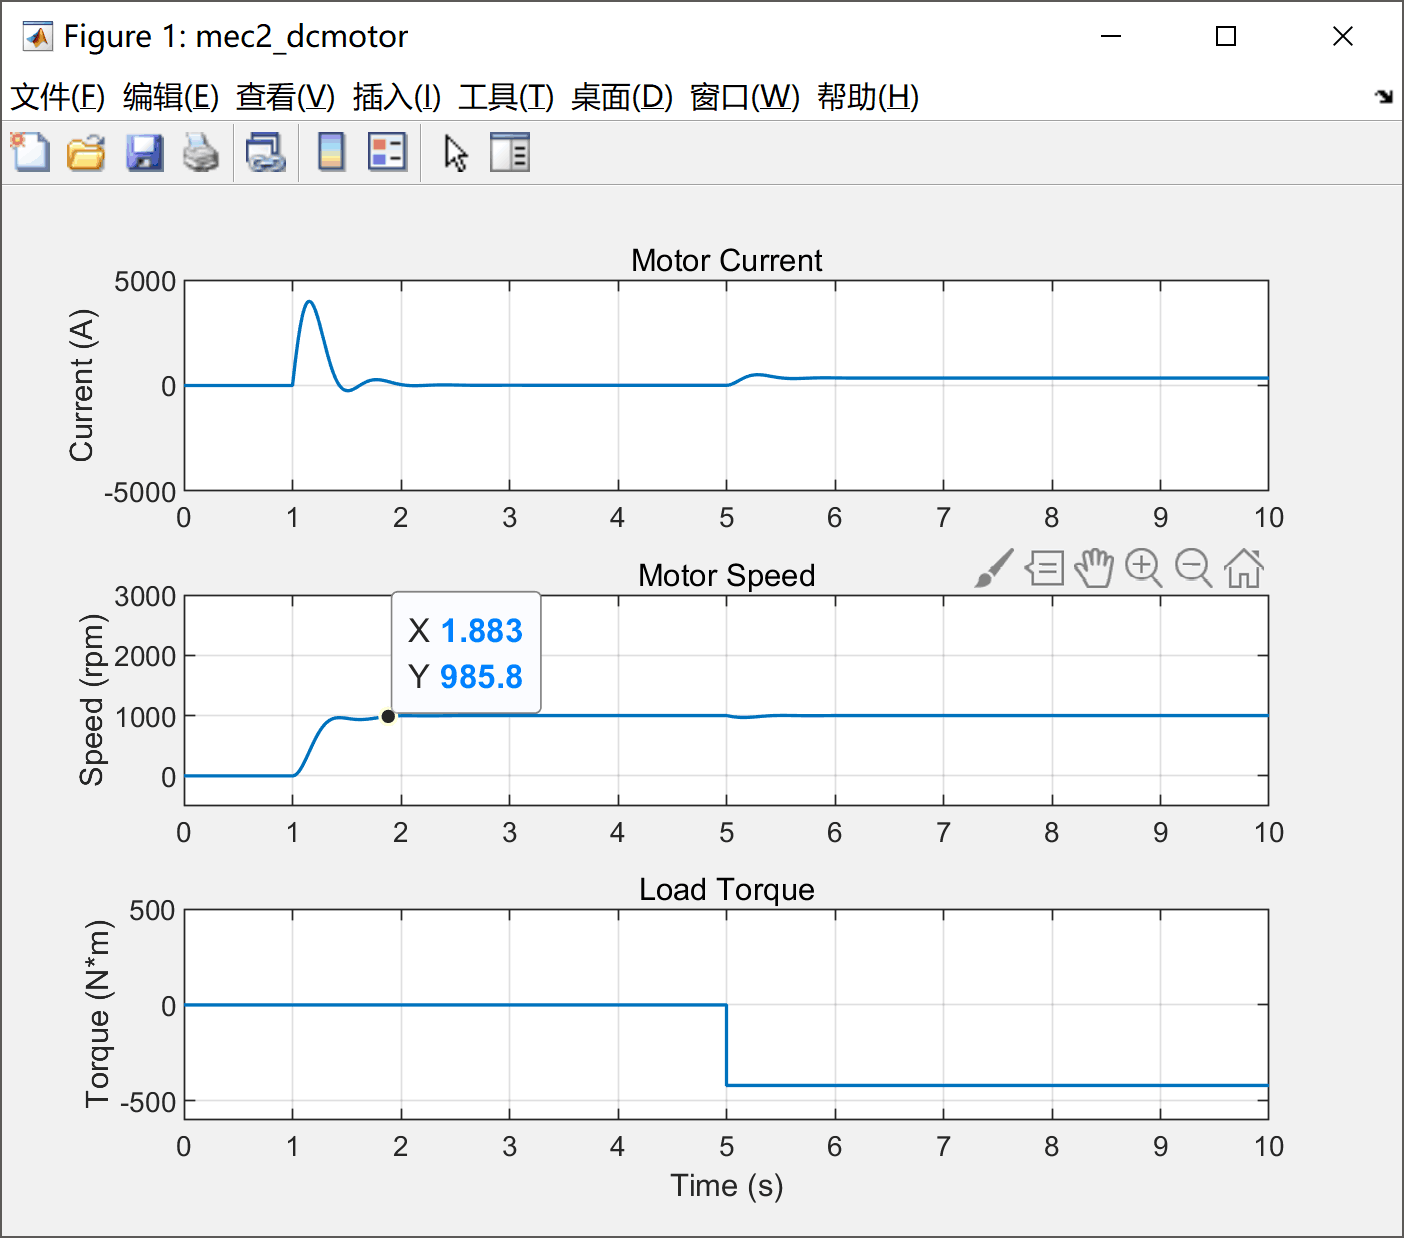 Figure 1: mec2_dcmotor
文件(F) 编辑(E) 查看(V) 插入(I) 工具(T) 桌面(D) 窗口(W) 帮助(H)
Motor Current
Current (A)
5000
0
-5000
0 1 2 3 4 5 6 7 8 9 10
Motor Speed
Speed (rpm)
3000
2000
1000
0
X 1.883
Y 985.8
0 1 2 3 4 5 6 7 8 9 10
Load Torque
Torque (N*m)
500
0
-500
0 1 2 3 4 5 6 7 8 9 10
Time (s)